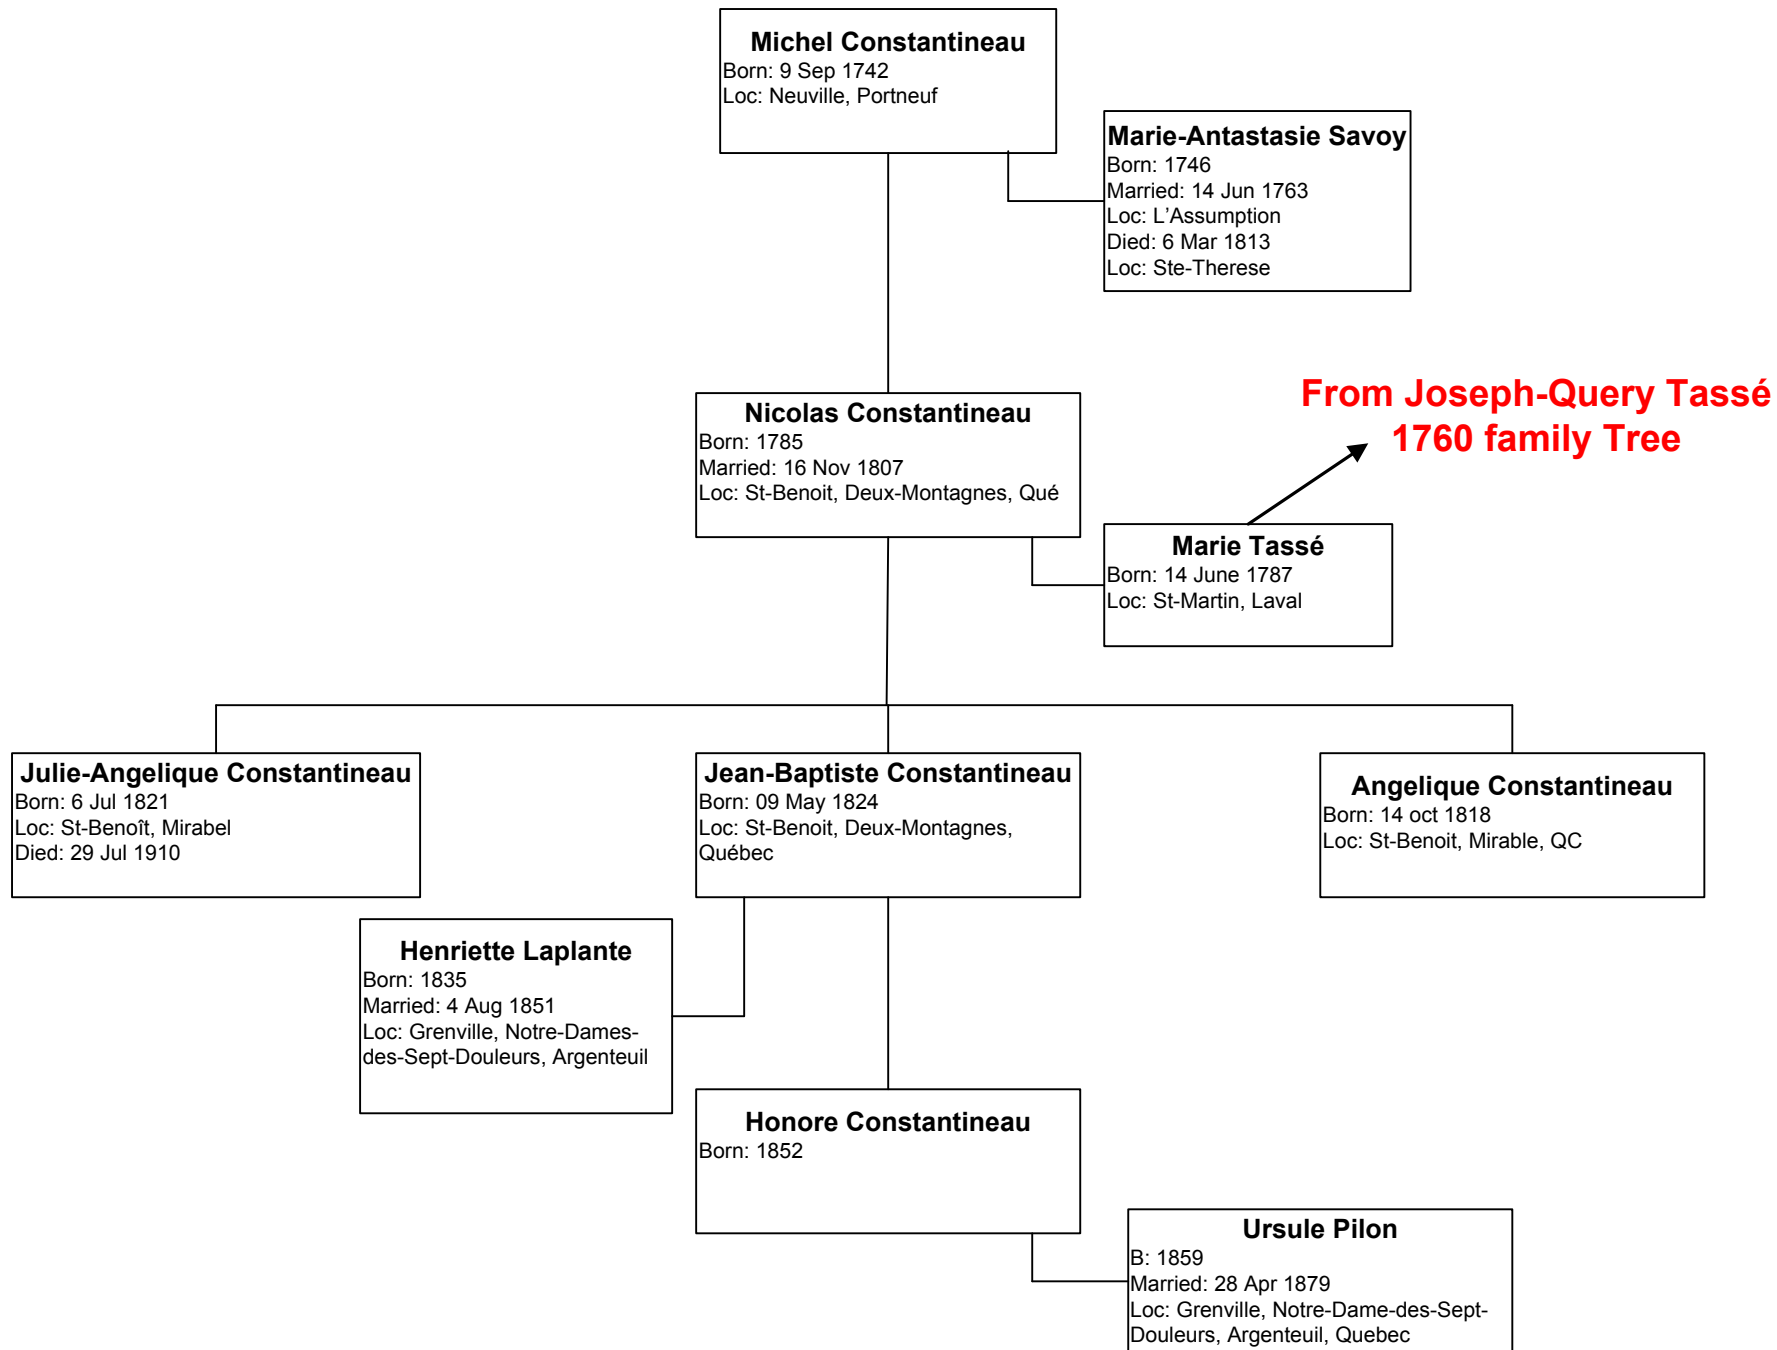 Michel Constantineau
Born: 9 Sep 1742
Loc: Neuville, Portneuf
Marie-Antastasie Savoy
Born: 1746
Married: 14 Jun 1763
Loc: L’Assumption
Died: 6 Mar 1813
Loc: Ste-Therese
From Joseph-Query Tassé
1760 family Tree
Nicolas Constantineau
Born: 1785
Married: 16 Nov 1807
Loc: St-Benoit, Deux-Montagnes, Qué
Marie Tassé
Born: 14 June 1787
Loc: St-Martin, Laval
Julie-Angelique Constantineau
Born: 6 Jul 1821
Loc: St-Benoît, Mirabel
Died: 29 Jul 1910
Jean-Baptiste Constantineau
Born: 09 May 1824
Loc: St-Benoit, Deux-Montagnes,
Québec
Angelique Constantineau
Born: 14 oct 1818
Loc: St-Benoit, Mirable, QC
Henriette Laplante
Born: 1835
Married: 4 Aug 1851
Loc: Grenville, Notre-Dames-
des-Sept-Douleurs, Argenteuil
Honore Constantineau
Born: 1852
Ursule Pilon
B: 1859
Married: 28 Apr 1879
Loc: Grenville, Notre-Dame-des-Sept-
Douleurs, Argenteuil, Quebec